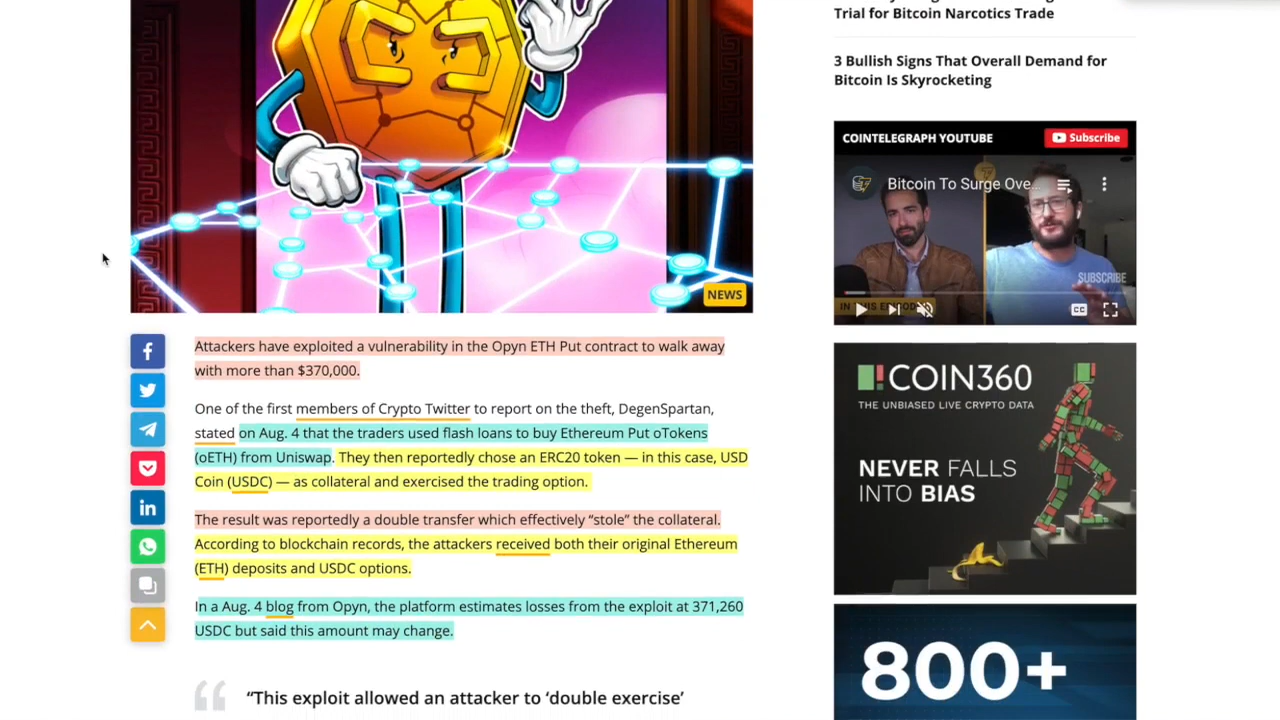 Trial for Bitcoin Narcotics Trade
3 Bullish Signs That Overall Demand for
Bitcoin Is Skyrocketing
COINTELEGRAPH YOUTUBE
Subscribe
Bitcoin To Surge Ove...
SUBSCRIBE
IN THIS EPISODE
CC
NEWS
Attackers have exploited a vulnerability in the Opyn ETH Put contract to walk away
with more than $370,000.
One of the first members of Crypto Twitter to report on the theft, DegenSpartan,
stated on Aug. 4 that the traders used flash loans to buy Ethereum Put oTokens
(oETH) from Uniswap. They then reportedly chose an ERC20 token — in this case, USD
Coin (USDC) — as collateral and exercised the trading option.
The result was reportedly a double transfer which effectively “stole” the collateral.
According to blockchain records, the attackers received both their original Ethereum
(ETH) deposits and USDC options.
In a Aug. 4 blog from Opyn, the platform estimates losses from the exploit at 371,260
USDC but said this amount may change.
“This exploit allowed an attacker to ‘double exercise’
COIN360
THE UNBIASED LIVE CRYPTO DATA
NEVER FALLS
INTO BIAS
800+